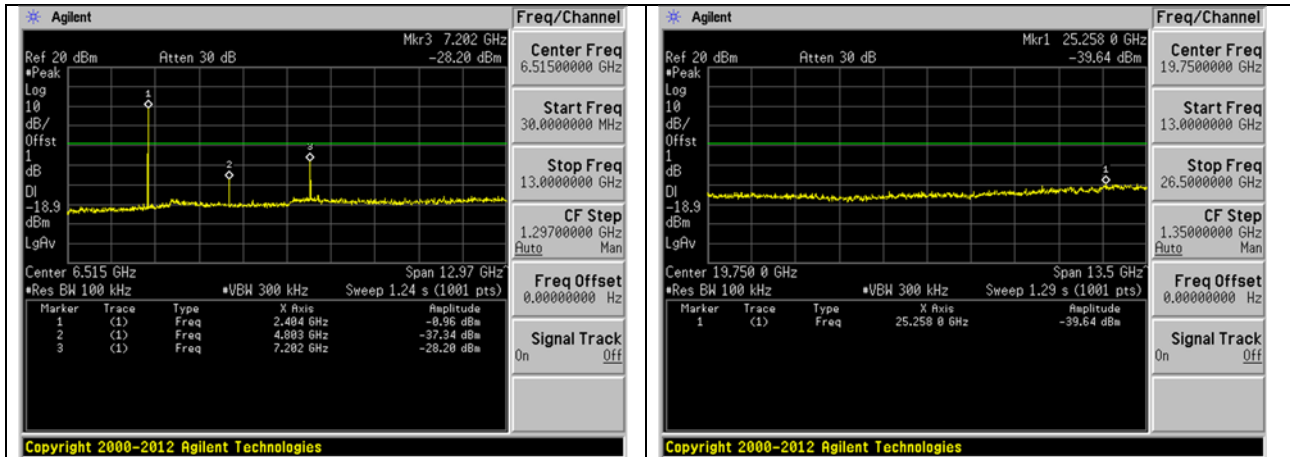 Agilent
Freq/Channel
Mkr3 7.202 GHz
Ref 20 dBm Atten 30 dB -28.20 dBm
#Peak
Log
10
dB/
Offst
1
dB
DI
-18.9
dBm
LgAv
1
2
3
Center 6.515 GHz Span 12.97 GHz^
#Res BW 100 kHz #VBW 300 kHz Sweep 1.24 s (1001 pts)
Marker Trace Type X Axis Amplitude
1 (1) Freq 2.404 GHz -0.96 dBm
2 (1) Freq 4.803 GHz -37.34 dBm
3 (1) Freq 7.202 GHz -28.20 dBm
Center Freq
6.51500000 GHz
Start Freq
30.0000000 MHz
Stop Freq
13.0000000 GHz
CF Step
1.29700000 GHz
Auto Man
Freq Offset
0.00000000 Hz
Signal Track
On Off
Copyright 2000-2012 Agilent Technologies
Agilent
Freq/Channel
Mkr1 25.258 0 GHz
Ref 20 dBm Atten 30 dB -39.64 dBm
#Peak
Log
10
dB/
Offst
1
dB
DI
-18.9
dBm
LgAv
1
Center 19.750 0 GHz Span 13.5 GHz^
#Res BW 100 kHz #VBW 300 kHz Sweep 1.29 s (1001 pts)
Marker Trace Type X Axis Amplitude
1 (1) Freq 25.258 0 GHz -39.64 dBm
Center Freq
19.7500000 GHz
Start Freq
13.0000000 GHz
Stop Freq
26.5000000 GHz
CF Step
1.35000000 GHz
Auto Man
Freq Offset
0.00000000 Hz
Signal Track
On Off
Copyright 2000-2012 Agilent Technologies